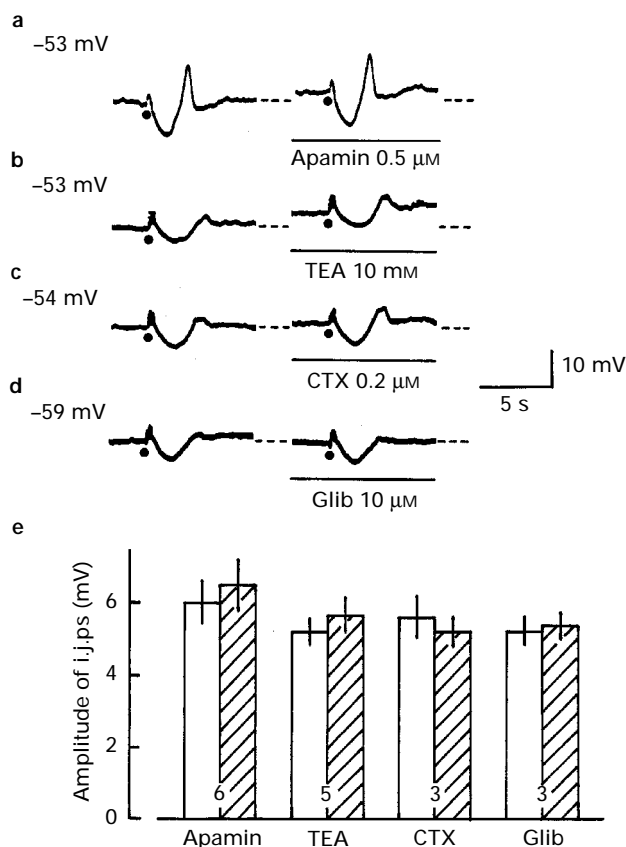 a
–53 mV
Apamin 0.5 μM
b
–53 mV
TEA 10 mM
c
–54 mV
CTX 0.2 μM
10 mV
5 s
d
–59 mV
Glib 10 μM
e
Amplitude of i.j.ps (mV)
6
4
2
0
6 5 3 3
Apamin TEA CTX Glib